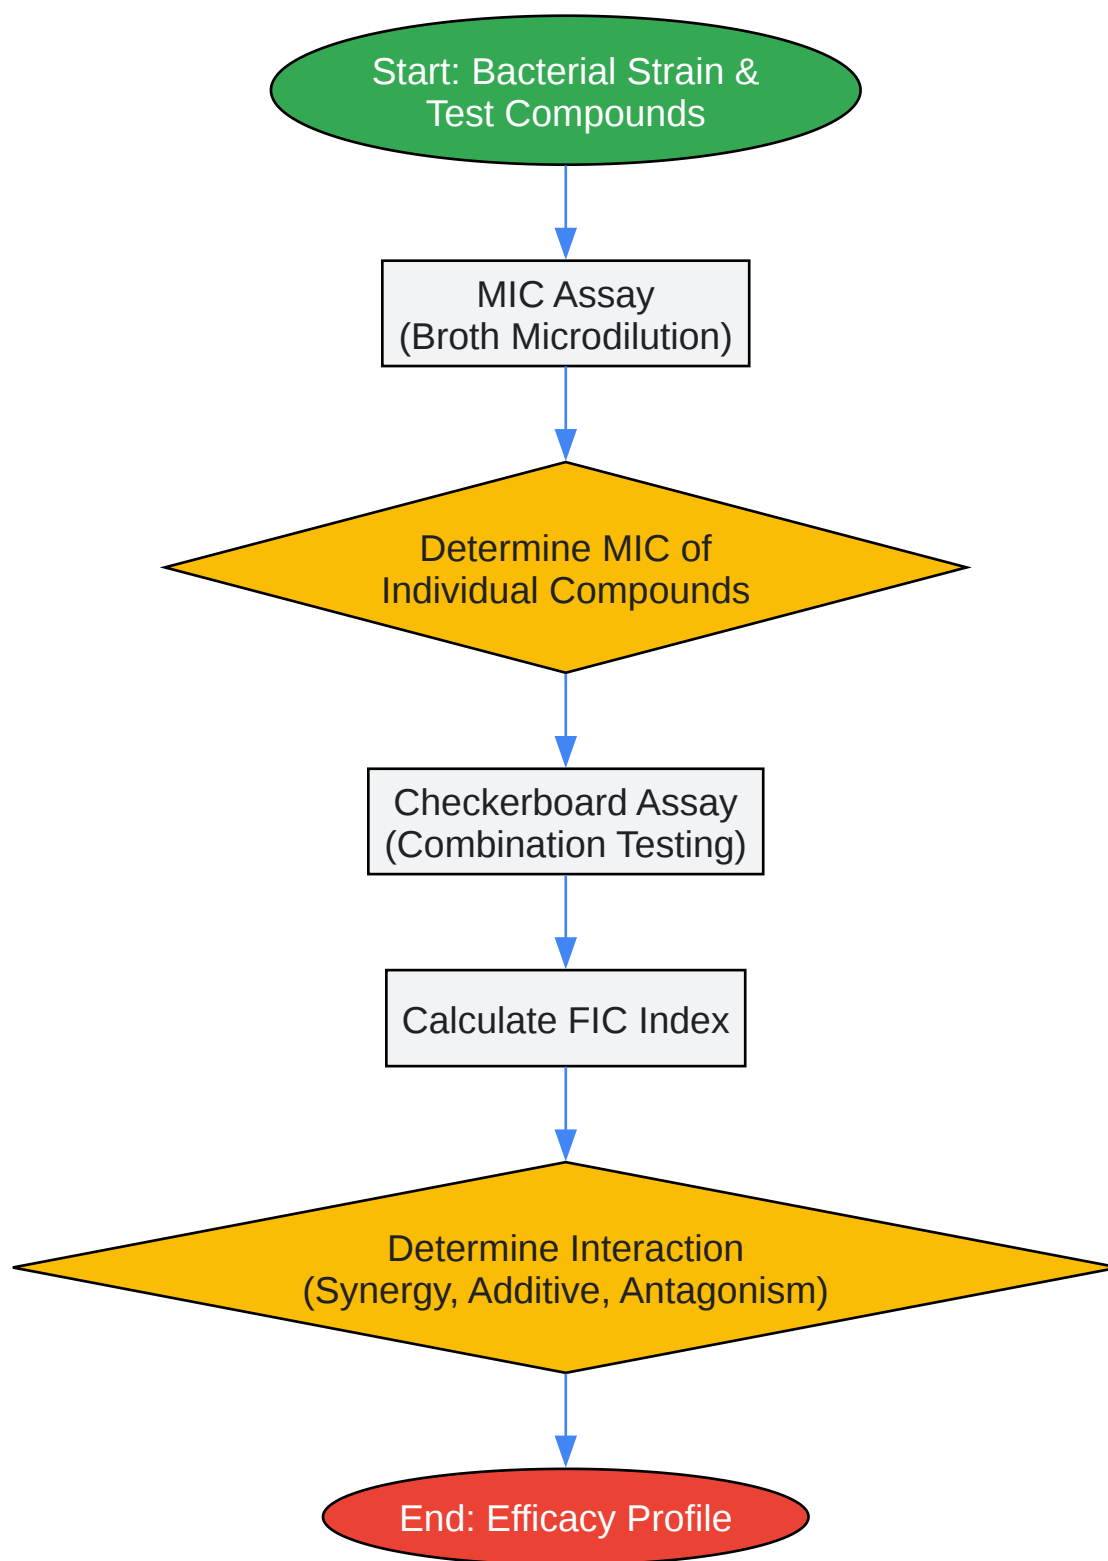 Start: Bacterial Strain &
Test Compounds
MIC Assay
(Broth Microdilution)
Determine MIC of
Individual Compounds
Checkerboard Assay
(Combination Testing)
Calculate FIC Index
Determine Interaction
(Synergy, Additive, Antagonism)
End: Efficacy Profile